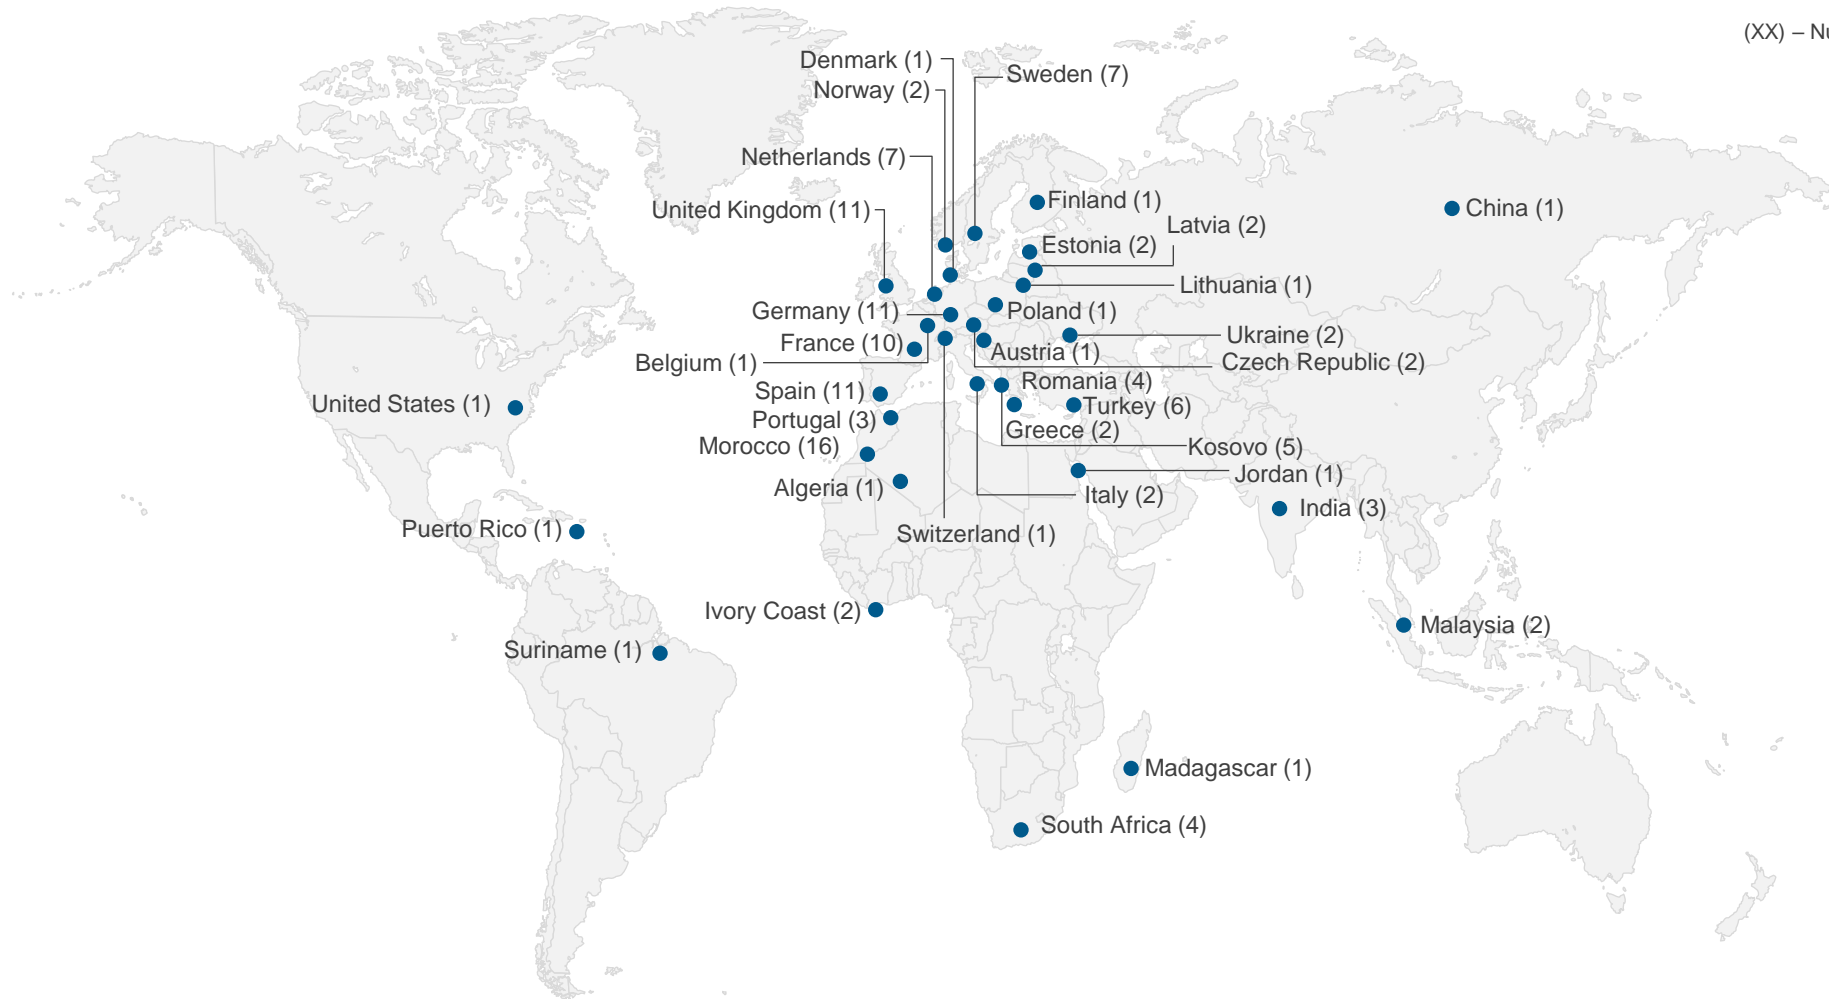 (XX) –
Denmark (1)
Sweden (7)
Norway (2)
Netherlands (7)
Finland (1)
China (1)
United Kingdom (11)
Latvia (2)
Estonia (2)
Lithuania (1)
Germany (11)
Poland (1)
Ukraine (2)
France (10)
Austria (1)
Belgium (1)
Czech Republic (2)
Romania (4)
Spain (11)
United States (1)
Turkey (6)
Portugal (3)
Greece (2)
Morocco (16)
Kosovo (5)
Jordan (1)
Algeria (1)
Italy (2)
India (3)
Puerto Rico (1)
Switzerland (1)
Ivory Coast (2)
Malaysia (2)
Suriname (1)
Madagascar (1)
South Africa (4)